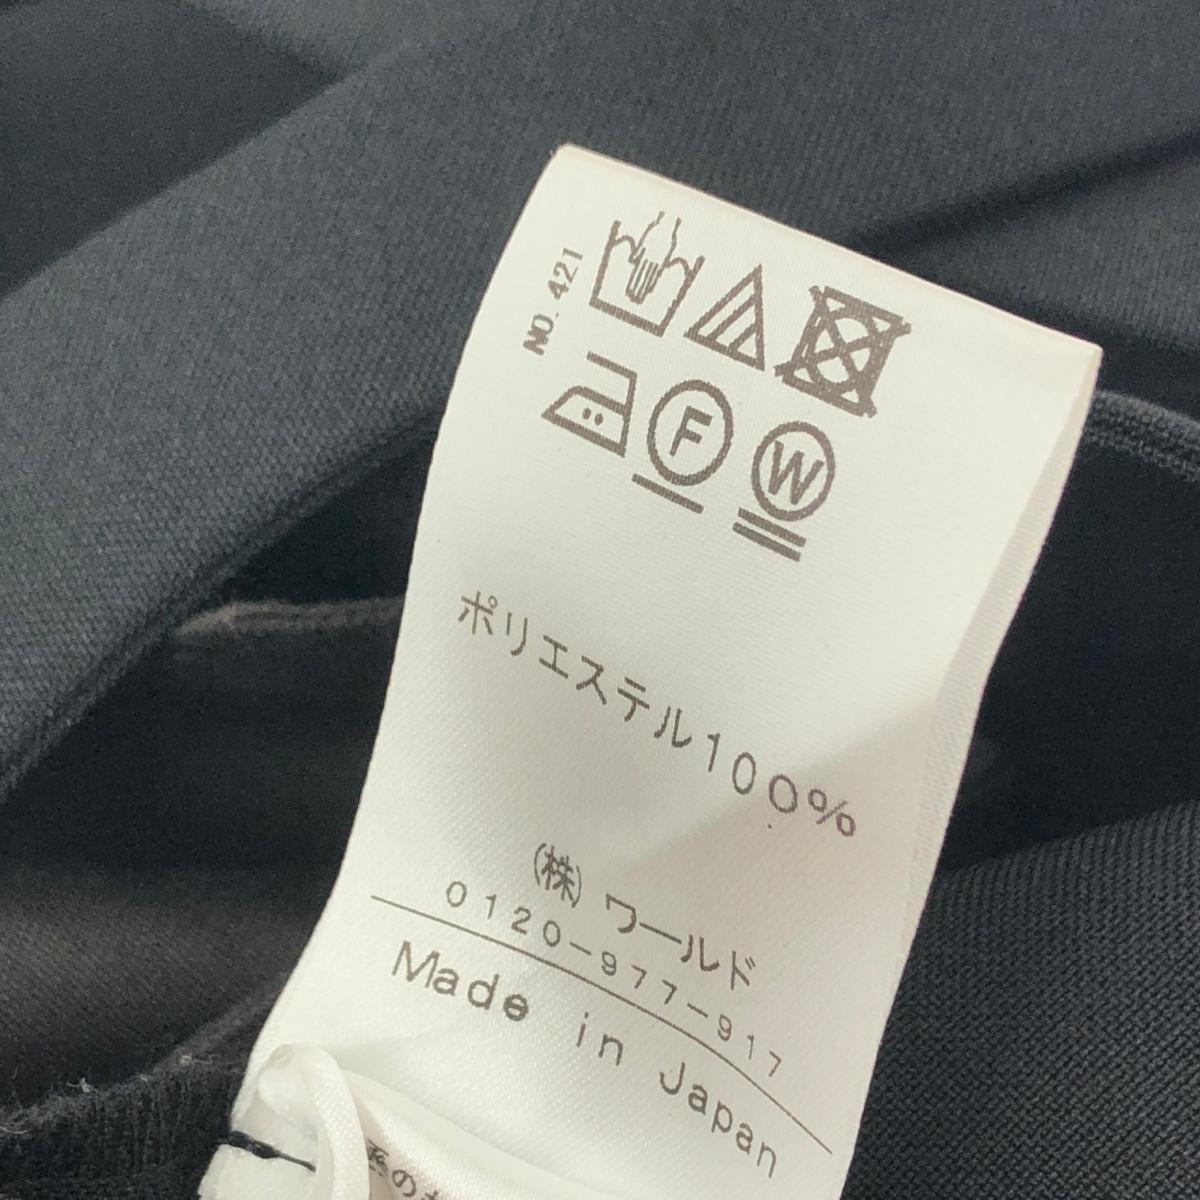 NO. 421
F W
ポリエステル100%
(株) ワールド
0120-977-917
Made in Japan